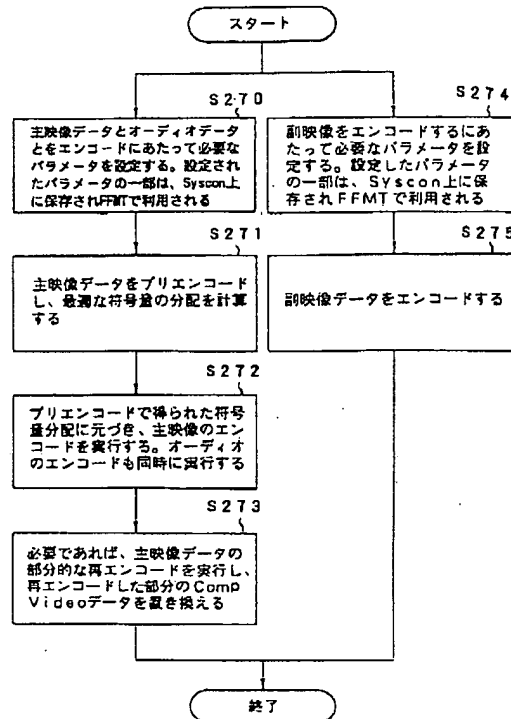 スタート
S270
主映像データとオーディオデータ
とをエンコードにあたって必要な
パラメータを設定する。設定され
たパラメータの一部は、Syscon上
に保存されFFMTで利用される
S271
主映像データをプリエンコード
し、最適な符号量の分配を計算
する
S272
プリエンコードで得られた符号
量分配に元づき、主映像のエン
コードを実行する。オーディオ
のエンコードも同時に実行する
S273
必要であれば、主映像データの
部分的な再エンコードを実行し、
再エンコードした部分のComp
Videoデータを置き換える
S274
副映像をエンコードするにあ
たって必要なパラメータを設
定する。設定したパラメータ
の一部は、Syscon上に保
存されFFMTで利用される
S275
副映像データをエンコードする
終了